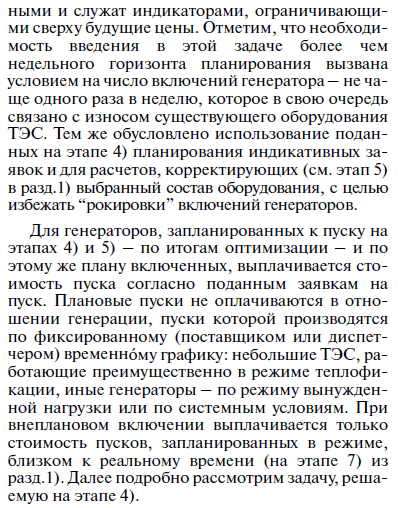 ными и служат индикаторами, ограничивающи-
ми сверху будущие цены. Отметим, что необходи-
мость введения в этой задаче более чем
недельного горизонта планирования вызвана
условием на число включений генератора – не ча-
ще одного раза в неделю, которое в свою очередь
связано с износом существующего оборудования
ТЭС. Тем же обусловлено использование подан-
ных на этапе 4) планирования индикативных за-
явок и для расчетов, корректирующих (см. этап 5)
в разд.1) выбранный состав оборудования, с целью
избежать “рокировки” включений генераторов.
Для генераторов, запланированных к пуску на
этапах 4) и 5) – по итогам оптимизации – и по
этому же плану включенных, выплачивается сто-
имость пуска согласно поданным заявкам на
пуск. Плановые пуски не оплачиваются в отно-
шении генерации, пуски которой производятся
по фиксированному (поставщиком или диспет-
чером) временно́му графику: небольшие ТЭС, ра-
ботающие преимущественно в режиме теплофи-
кации, иные генераторы – по режиму вынужден-
ной нагрузки или по системным условиям. При
внеплановом включении выплачивается только
стоимость пусков, запланированных в режиме,
близком к реальному времени (на этапе 7) из
разд.1). Далее подробно рассмотрим задачу, реша-
емую на этапе 4).